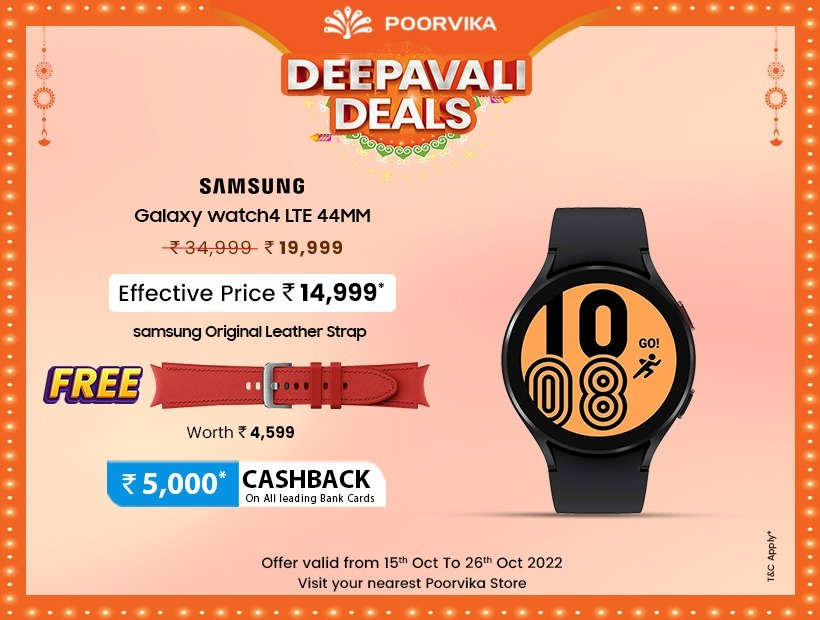 POORVIKA
DEEPAVALI
DEALS
SAMSUNG
Galaxy watch4 LTE 44MM
₹ 34,999 ₹ 19,999
Effective Price ₹ 14,999*
samsung Original Leather Strap
FREE
Worth ₹ 4,599
₹ 5,000* CASHBACK
On All leading Bank Cards
10
GO!
08
Offer valid from 15th Oct To 26th Oct 2022
Visit your nearest Poorvika Store
T&C Apply*